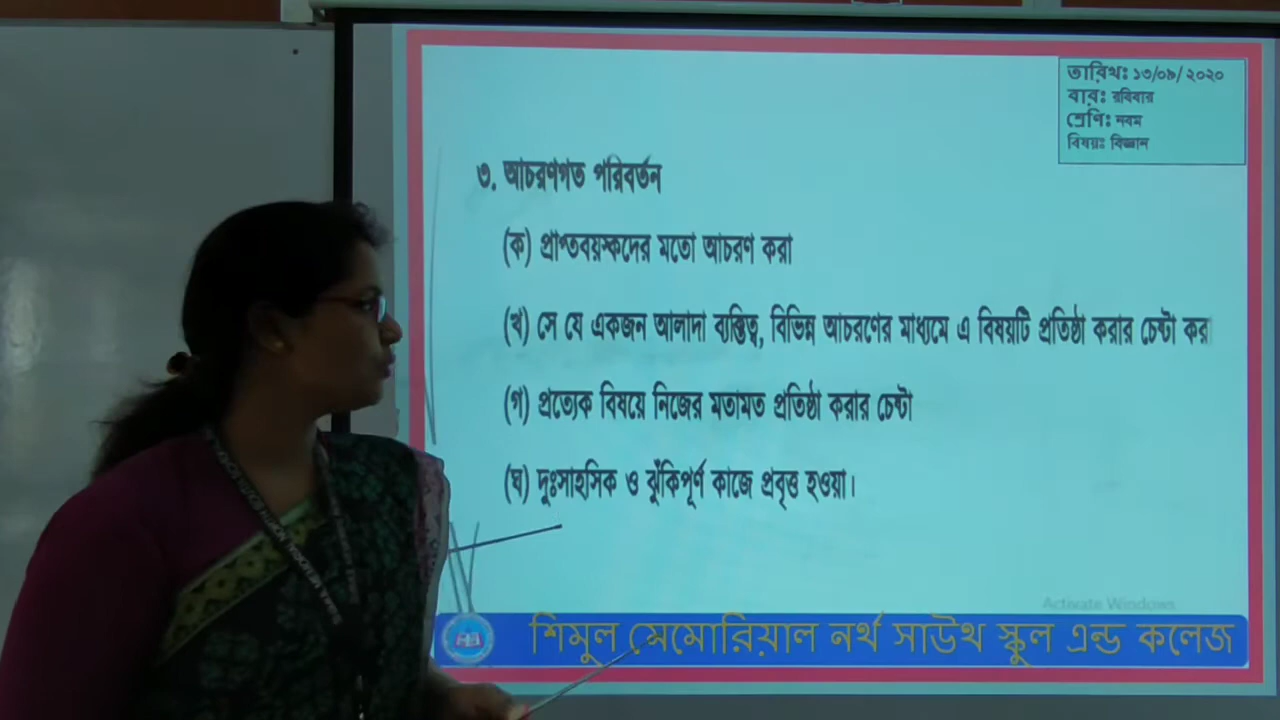 তারিখঃ ১৩/০৯/২০২০
বারঃ রবিবার
শ্রেণিঃ নবম
বিষয়ঃ বিজ্ঞান
৩. আচরণগত পরিবর্তন
(ক) প্রাপ্তবয়স্কদের মতো আচরণ করা
(খ) সে যে একজন আলাদা ব্যক্তিত্ব, বিভিন্ন আচরণের মাধ্যমে এ বিষয়টি প্রতিষ্ঠা করার চেষ্টা কর
(গ) প্রত্যেক বিষয়ে নিজের মতামত প্রতিষ্ঠা করার চেষ্টা
(ঘ) দুঃসাহসিক ও ঝুঁকিপূর্ণ কাজে প্রবৃত্ত হওয়া।
Activate Windows
শিমুল মেমোরিয়াল নর্থ সাউথ স্কুল এন্ড কলেজ